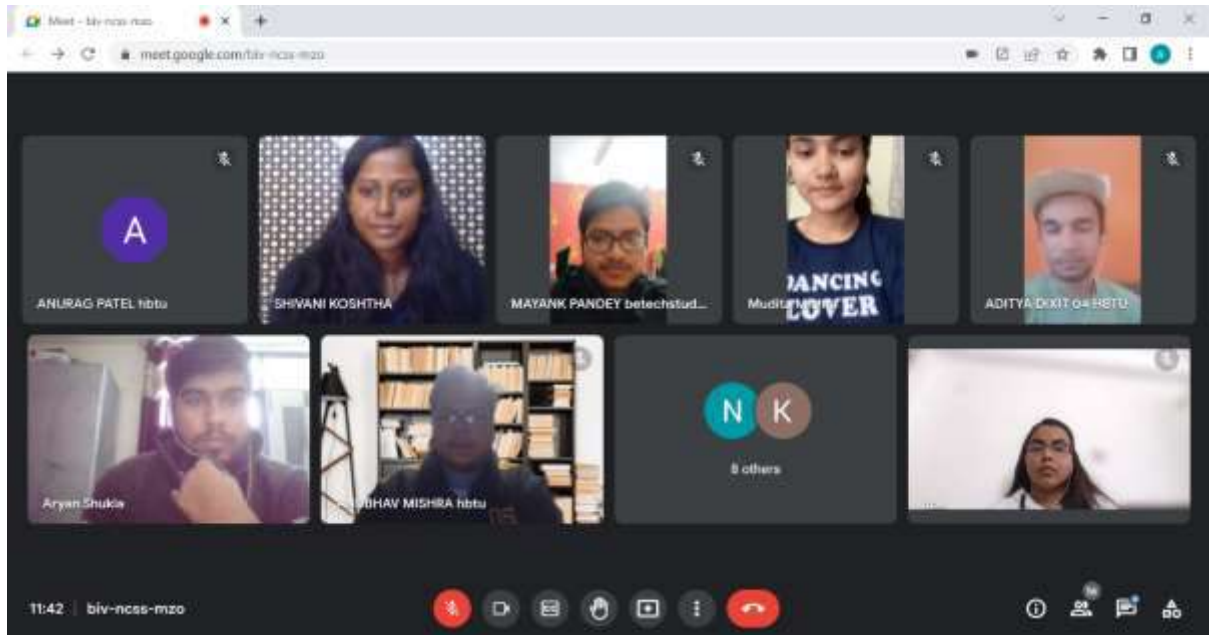 Meet - biv-ncss-mzo
meet.google.com/biv-ncss-mzo
A
ANURAG PATEL hbtu
SHIVANI KOSHTHA
MAYANK PANDEY betechstud...
Mudita
DANCING
LOVER
ADITYA DIXIT 04 HBTU
Aryan Shukla
BHAV MISHRA hbtu
N K
8 others
11:42 | biv-ncss-mzo